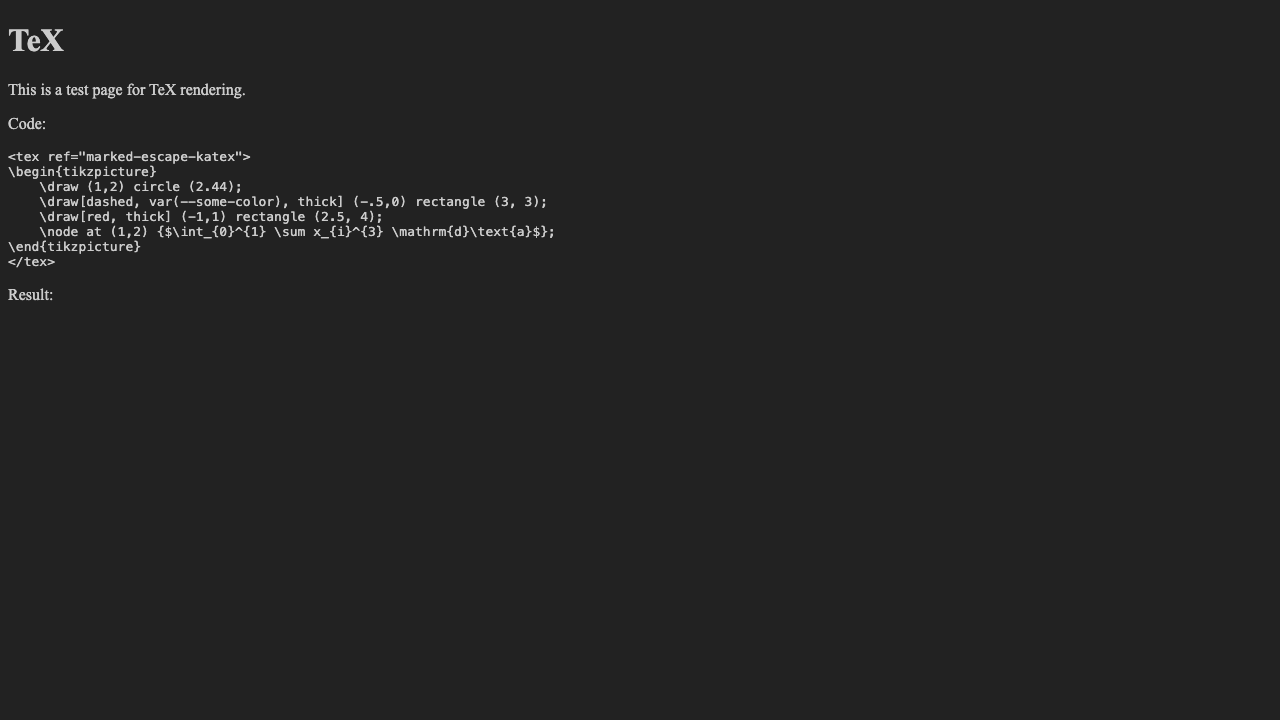 TeX
This is a test page for TeX rendering.
Code:
<tex ref="marked-escape-katex">
\begin{tikzpicture}
    \draw (1,2) circle (2.44);
    \draw[dashed, var(--some-color), thick] (-.5,0) rectangle (3, 3);
    \draw[red, thick] (-1,1) rectangle (2.5, 4);
    \node at (1,2) {$\int_{0}^{1} \sum x_{i}^{3} \mathrm{d}\text{a}$};
\end{tikzpicture}
</tex>
Result: